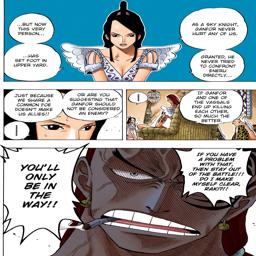 ...BUT NOW
THIS VERY
PERSON...
AS A SKY KNIGHT,
GANFOR NEVER
HURT ANY OF
US.
...HAS
SET FOOT IN
UPPER YARD.
GRANTED, HE
NEVER TRIED
TO CONFRONT
ENERU
DIRECTLY...
JUST BECAUSE WE
SHARE A
COMMON FOE
DOESN'T MAKE
US ALLIES!!
OR ARE YOU
SUGGESTING THAT
GANFOR SHOULD
NOT BE
CONSIDERED
AN ENEMY?
IF GANFOR
AND ONE OF
THE VASSALS
END UP KILLING
EACH OTHER,
SO MUCH THE
BETTER.
YOU'LL
ONLY BE
IN THE
WAY!!
IF YOU HAVE
A PROBLEM
WITH THAT,
THEN STAY OUT
OF THE BATTLE!!!
DO I MAKE
MYSELF CLEAR,
RAKI?!